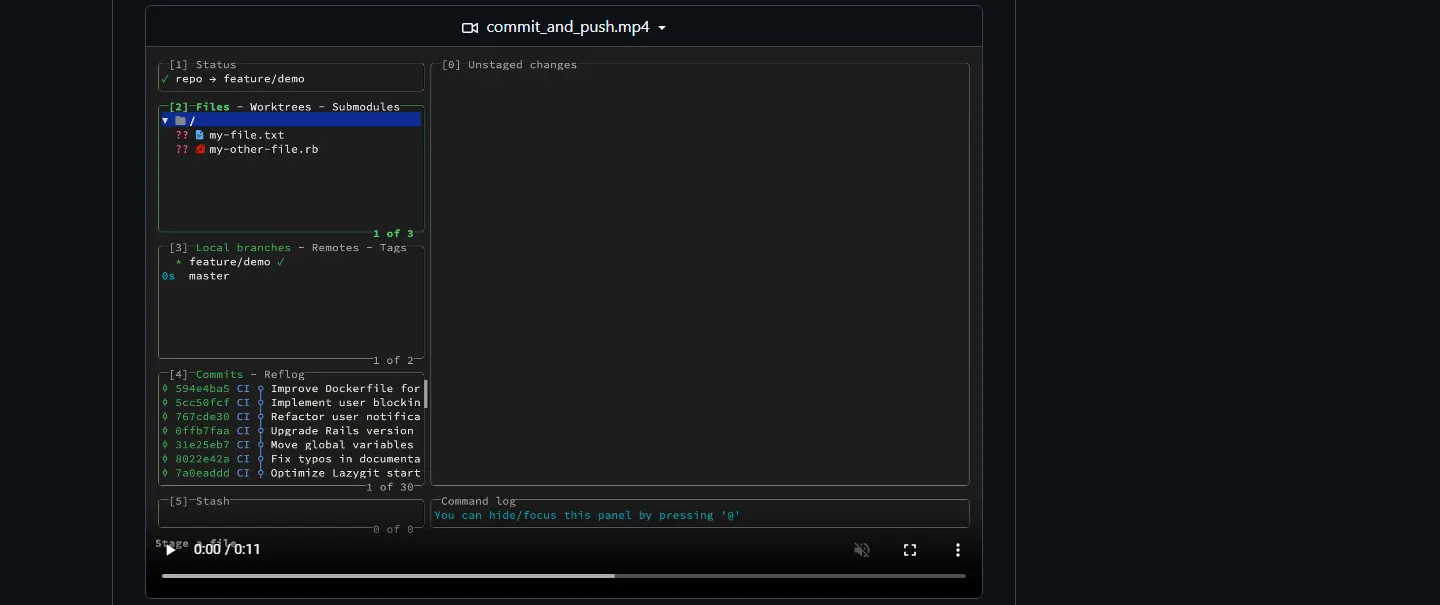 commit_and_push.mp4
[1] Status
✓ repo → feature/demo
[2] Files - Worktrees - Submodules
▼ /
?? my-file.txt
?? my-other-file.rb
1 of 3
[3] Local branches - Remotes - Tags
* feature/demo ✓
0s master
1 of 2
[4] Commits - Reflog
594e4ba5 CI Improve Dockerfile for
5cc50fcf CI Implement user blockin
767cde30 CI Refactor user notifica
0ffb7faa CI Upgrade Rails version
31e25eb7 CI Move global variables
8022e42a CI Fix typos in documenta
7a0eaddd CI Optimize Lazygit start
1 of 30
[5] Stash
0 of 0
[0] Unstaged changes
Command log
You can hide/focus this panel by pressing '@'
Stage a file
0:00 / 0:11